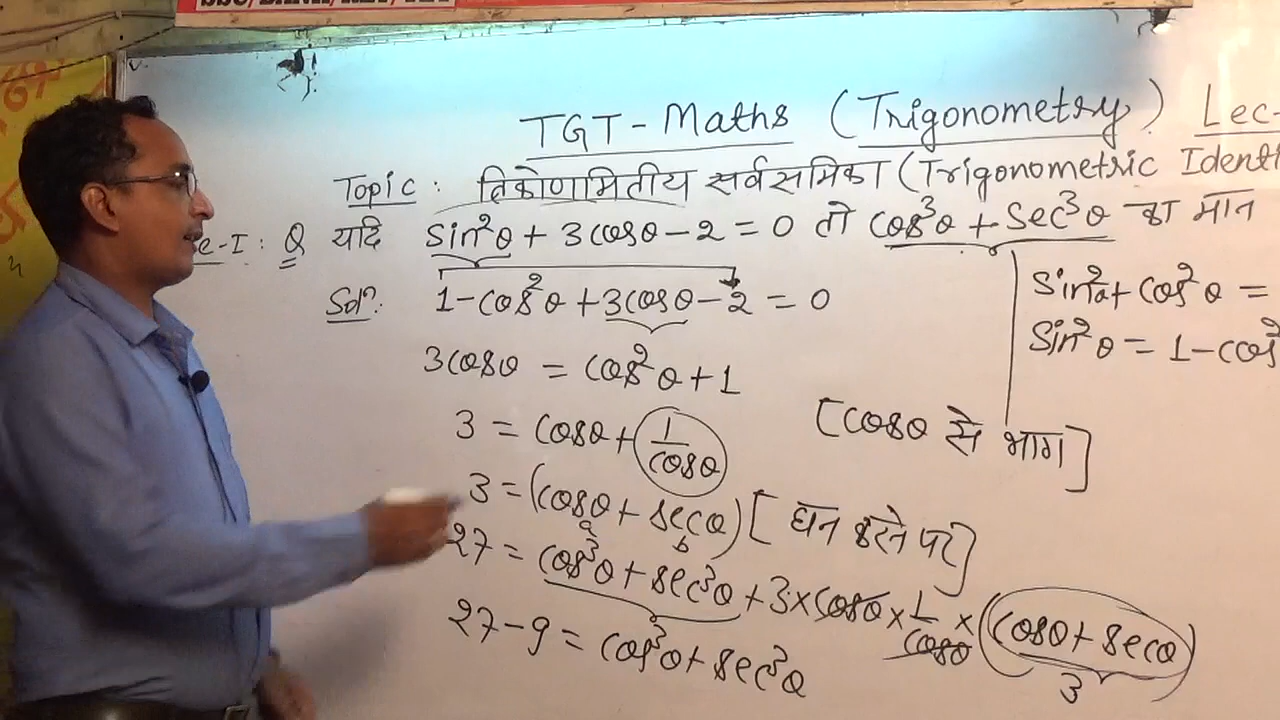 TGT - Maths (Trigonometry) Lec-
Topic : त्रिकोणमितीय सर्वसमिका (Trigonometric Identi
e-I : Q यदि sin²θ + 3cosθ - 2 = 0 तो cos³θ + sec³θ का मान
Solⁿ: 1 - cos²θ + 3cosθ - 2 = 0
sin²θ + cos²θ =
sin²θ = 1 - cos²
3cosθ = cos²θ + 1
3 = cosθ + 1/cosθ [cosθ से भाग]
3 = (cosθ + secθ) [घन करने पर]
a b
27 = cos³θ + sec³θ + 3 × cosθ × 1/cosθ × (cosθ + secθ)
3
27 - 9 = cos³θ + sec³θ